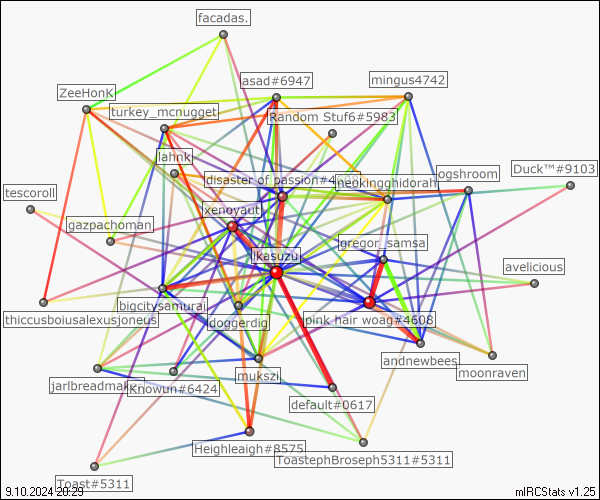 facadas.
asad#6947
mingus4742
ZeeHonK
turkey_mcnugget
Random Stuf6#5983
lahnk
Duck™#9103
ogshroom
disaster of passion#4
neokingghidorah
tescoroll
xenoyaut
gazpachoman
gregor_samsa
ikasuzu
avelicious
bigcitysamurai
thiccusboiusalexusjoneus
doggerdig
pink hair woag#4608
andnewbees
moonraven
mukszi
jarlbreadmak
Knowun#6424
default#0617
Heighleigh#8575
ToastephBroseph5311#5311
Toast#5311
9.10.2024 20:29
mIRCStats v1.25